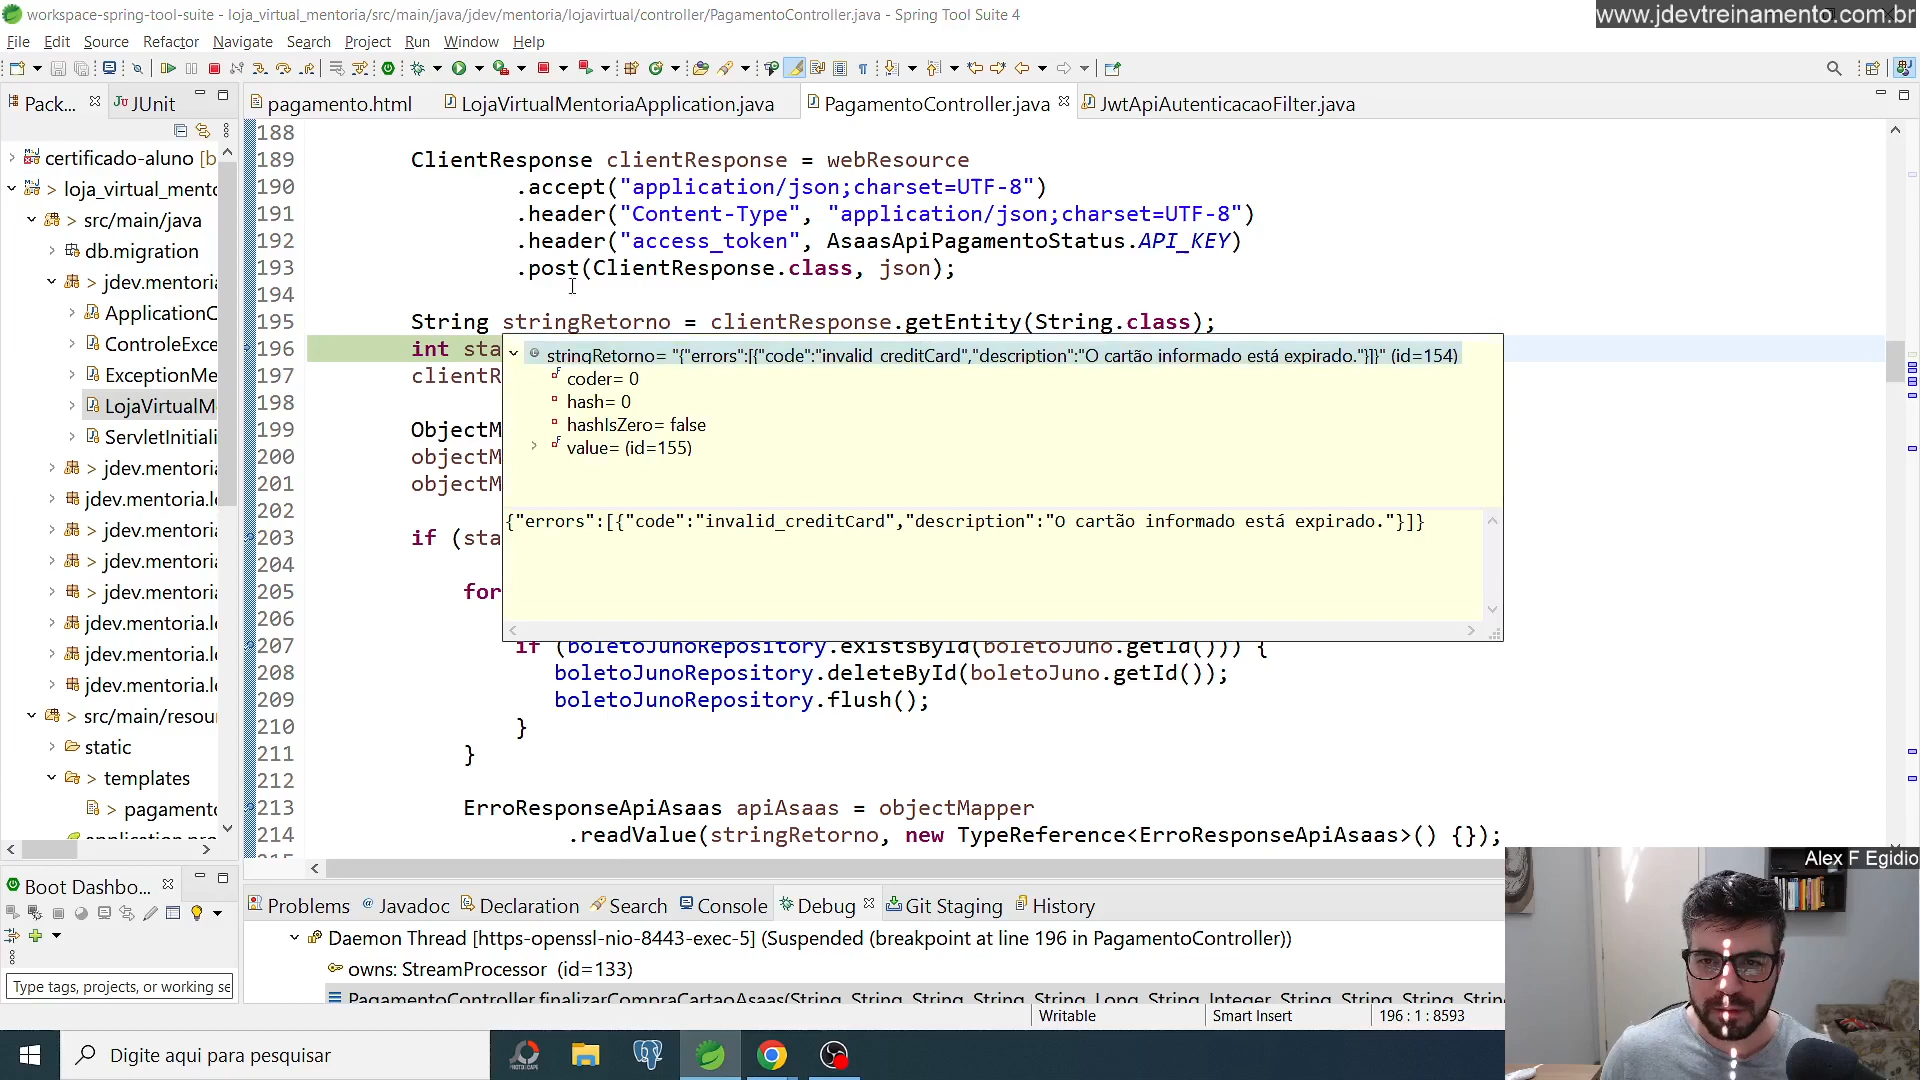 workspace-spring-tool-suite - loja_virtual_mentoria/src/main/java/jdev/mentoria/lojavirtual/controller/PagamentoController.java - Spring Tool Suite 4
www.jdevtreinamento.com.br
File Edit Source Refactor Navigate Search Project Run Window Help
Pack... JUnit
pagamento.html LojaVirtualMentoriaApplication.java PagamentoController.java JwtApiAutenticacaoFilter.java
certificado-aluno [b
> loja_virtual_mento
> src/main/java
db.migration
> jdev.mentoria
ApplicationC
ControleExce
ExceptionMe
LojaVirtualM
ServletInitiali
> jdev.mentoria
jdev.mentoria.lo
> jdev.mentoria
> jdev.mentoria
> jdev.mentoria
jdev.mentoria.lo
jdev.mentoria.lo
jdev.mentoria.lo
> src/main/resour
static
> templates
> pagamento
188
189 ClientResponse clientResponse = webResource
190 .accept("application/json;charset=UTF-8")
191 .header("Content-Type", "application/json;charset=UTF-8")
192 .header("access_token", AsaasApiPagamentoStatus.API_KEY)
193 .post(ClientResponse.class, json);
194
195 String stringRetorno = clientResponse.getEntity(String.class);
196 int sta
197 clientR
198
199 ObjectM
200 objectM
201 objectM
202
203 if (sta
204
205 for
206
207 if (boletoJunoRepository.existsById(boletoJuno.getId())) {
208 boletoJunoRepository.deleteById(boletoJuno.getId());
209 boletoJunoRepository.flush();
210 }
211 }
212
213 ErroResponseApiAsaas apiAsaas = objectMapper
214 .readValue(stringRetorno, new TypeReference<ErroResponseApiAsaas>() {});
stringRetorno= "{"errors":[{"code":"invalid_creditCard","description":"O cartão informado está expirado."}]}" (id=154)
coder= 0
hash= 0
hashIsZero= false
value= (id=155)
{"errors":[{"code":"invalid_creditCard","description":"O cartão informado está expirado."}]}
Alex F Egidio
Boot Dashbo...
Type tags, projects, or working se
Problems Javadoc Declaration Search Console Debug Git Staging History
Daemon Thread [https-openssl-nio-8443-exec-5] (Suspended (breakpoint at line 196 in PagamentoController))
owns: StreamProcessor (id=133)
PagamentoController.finalizarCompraCartaoAsaas(String, String, String, String, String, Long, String, Integer, String, String, String, String
Writable Smart Insert 196 : 1 : 8593
Digite aqui para pesquisar